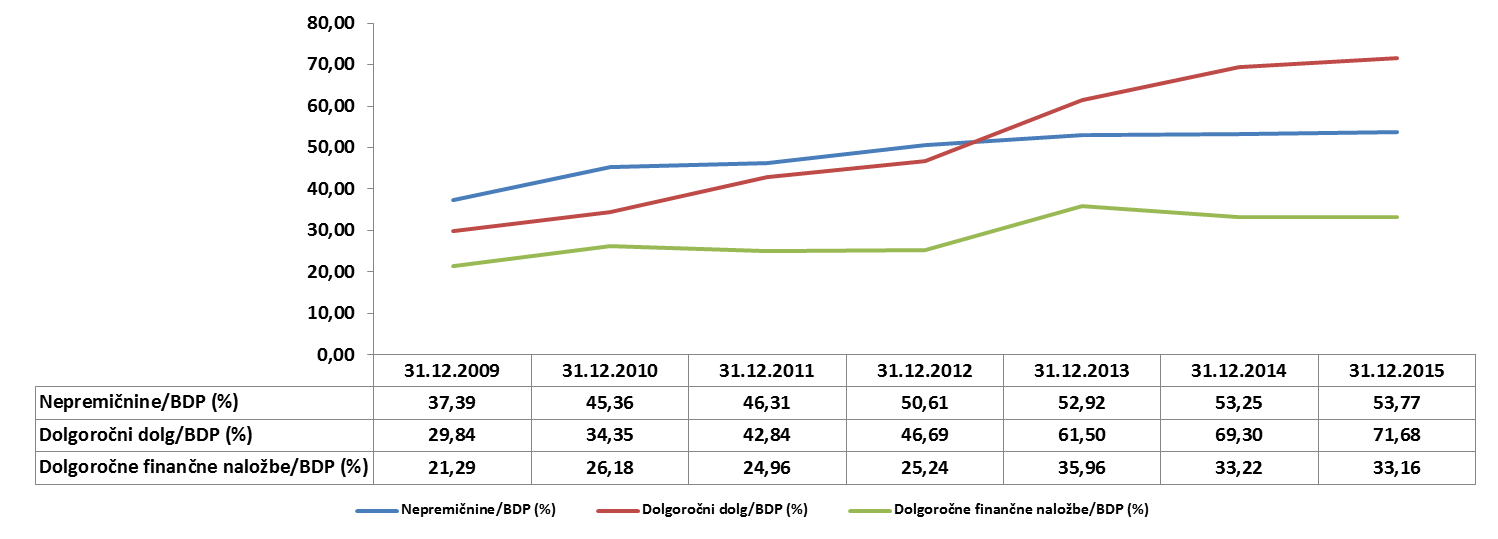 80,00
70,00
60,00
50,00
40,00
30,00
20,00
10,00
0,00
31.12.2009 31.12.2010 31.12.2011 31.12.2012 31.12.2013 31.12.2014 31.12.2015
Nepremičnine/BDP (%) 37,39 45,36 46,31 50,61 52,92 53,25 53,77
Dolgoročni dolg/BDP (%) 29,84 34,35 42,84 46,69 61,50 69,30 71,68
Dolgoročne finančne naložbe/BDP (%) 21,29 26,18 24,96 25,24 35,96 33,22 33,16
Nepremičnine/BDP (%) Dolgoročni dolg/BDP (%) Dolgoročne finančne naložbe/BDP (%)